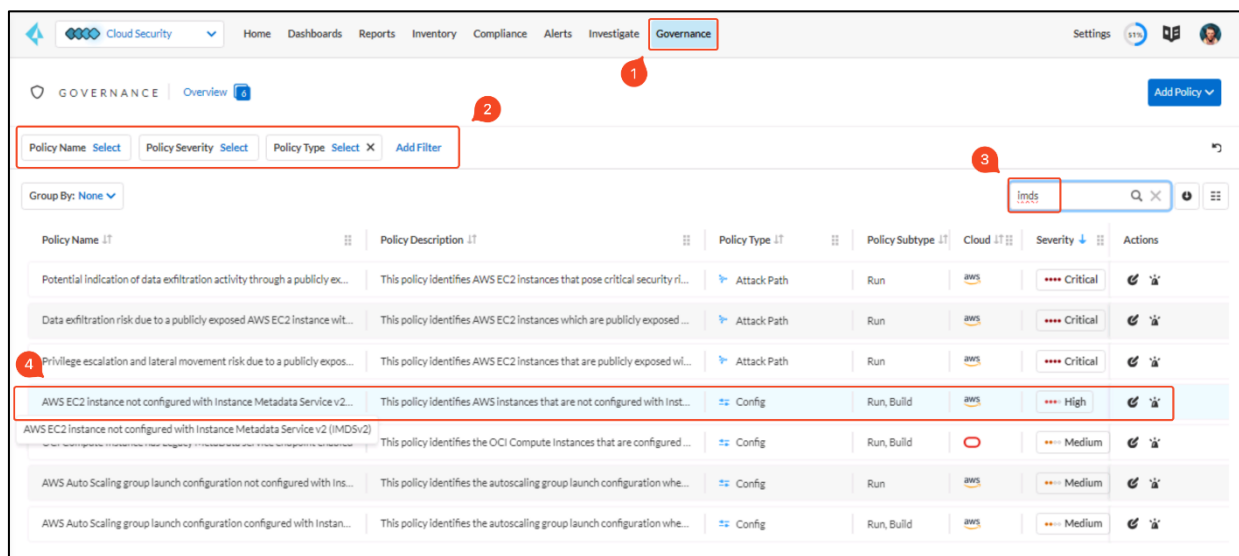 Cloud Security Home Dashboards Reports Inventory Compliance Alerts Investigate Governance Settings 51%
1
GOVERNANCE Overview 6 Add Policy
2
Policy Name Select Policy Severity Select Policy Type Select Add Filter
3
Group By: None imds
Policy Name Policy Description Policy Type Policy Subtype Cloud Severity Actions
Potential indication of data exfiltration activity through a publicly ex... This policy identifies AWS EC2 instances that pose critical security ri... Attack Path Run aws Critical
Data exfiltration risk due to a publicly exposed AWS EC2 instance wit... This policy identifies AWS EC2 instances which are publicly exposed ... Attack Path Run aws Critical
4 Privilege escalation and lateral movement risk due to a publicly expos... This policy identifies AWS EC2 instances that are publicly exposed wi... Attack Path Run aws Critical
AWS EC2 instance not configured with Instance Metadata Service v2... This policy identifies AWS instances that are not configured with Inst... Config Run, Build aws High
AWS EC2 instance not configured with Instance Metadata Service v2 (IMDSv2)
This policy identifies the OCI Compute Instances that are configured ... Config Run, Build Medium
AWS Auto Scaling group launch configuration not configured with Ins... This policy identifies the autoscaling group launch configuration whe... Config Run aws Medium
AWS Auto Scaling group launch configuration configured with Instan... This policy identifies the autoscaling group launch configuration whe... Config Run, Build aws Medium